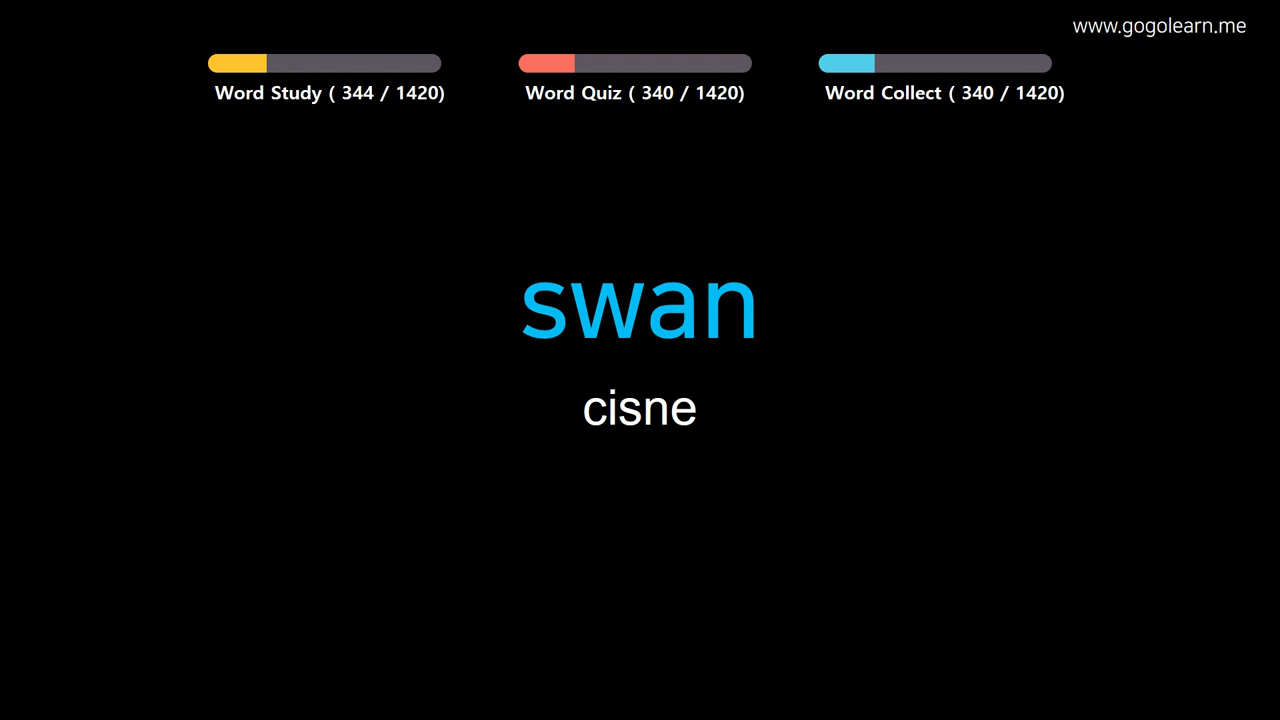 www.gogolearn.me
Word Study ( 344 / 1420)
Word Quiz ( 340 / 1420)
Word Collect ( 340 / 1420)
swan
cisne